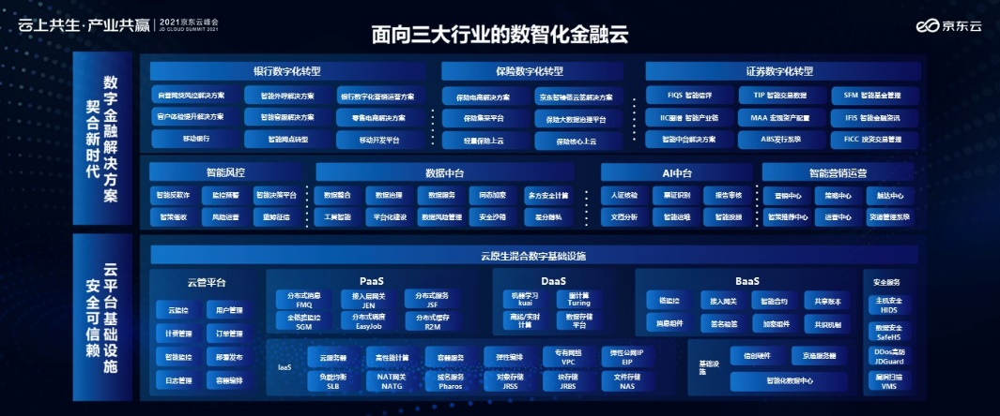 云上共生·产业共赢
2021京东云峰会
JD CLOUD SUMMIT 2021
京东云
面向三大行业的数智化金融云
数字金融解决方案
契合新时代
银行数字化转型
自营网贷风控解决方案 智能外呼解决方案 银行数字化营销运营方案
客户体验提升解决方案 智能客服解决方案 零售电商解决方案
移动银行 智能网点转型 移动开发平台
保险数字化转型
保险电商解决方案 京东智臻链云签解决方案
保险集采平台 保险大数据治理平台
轻量保险上云 保险核心上云
证券数字化转型
FIQS 智能信评 TIP 智能交易数据 SFM 智能基金管理
IIC图谱 智能产业链 MAA 宏观资产配置 IFIS 智能金融资讯
智能中台解决方案 ABS发行系统 FICC 投资交易管理
智能风控
智能反欺诈 监控预警 智能决策平台
智策催收 风险运营 蓝鲸征信
数据中台
数据整合 数据治理 数据服务 同态加密 多方安全计算
工具智能 平台化建设 数据风险管理 安全沙箱 差分隐私
AI中台
人证核验 票证识别 报告审核
文档分析 智能运维 智能投顾
智能营销运营
营销中心 策略中心 触达中心
智策推荐中心 运营中心 资源管理系统
云平台基础设施
安全可信赖
云原生混合数字基础设施
云管平台
云监控 用户管理
计费管理 订单管理
智能监控 部署发布
日志管理 容器编排
PaaS
分布式消息 接入层网关 分布式服务
FMQ JEN JSF
全链路监控 分布式调度 分布式缓存
SGM EasyJob R2M
DaaS
机器学习 图计算
kuai Turing
离线/实时 数据存储
计算 平台
BaaS
链监控 接入网关 智能合约 共享账本
消息组件 签名验签 加密组件 共识机制
安全服务
主机安全
HIDS
数据安全
SafeH5
DDos高防
JDGuard
漏洞扫描
VMS
IaaS
云服务器 高性能计算 容器服务 弹性编排 专有网络 弹性公网IP
VPC EIP
负载均衡 NAT网关 域名服务 对象存储 块存储 文件存储
SLB NATG Pharos JRSS JRBS NAS
基础设
施
信创硬件 京造服务器
智能化数据中心